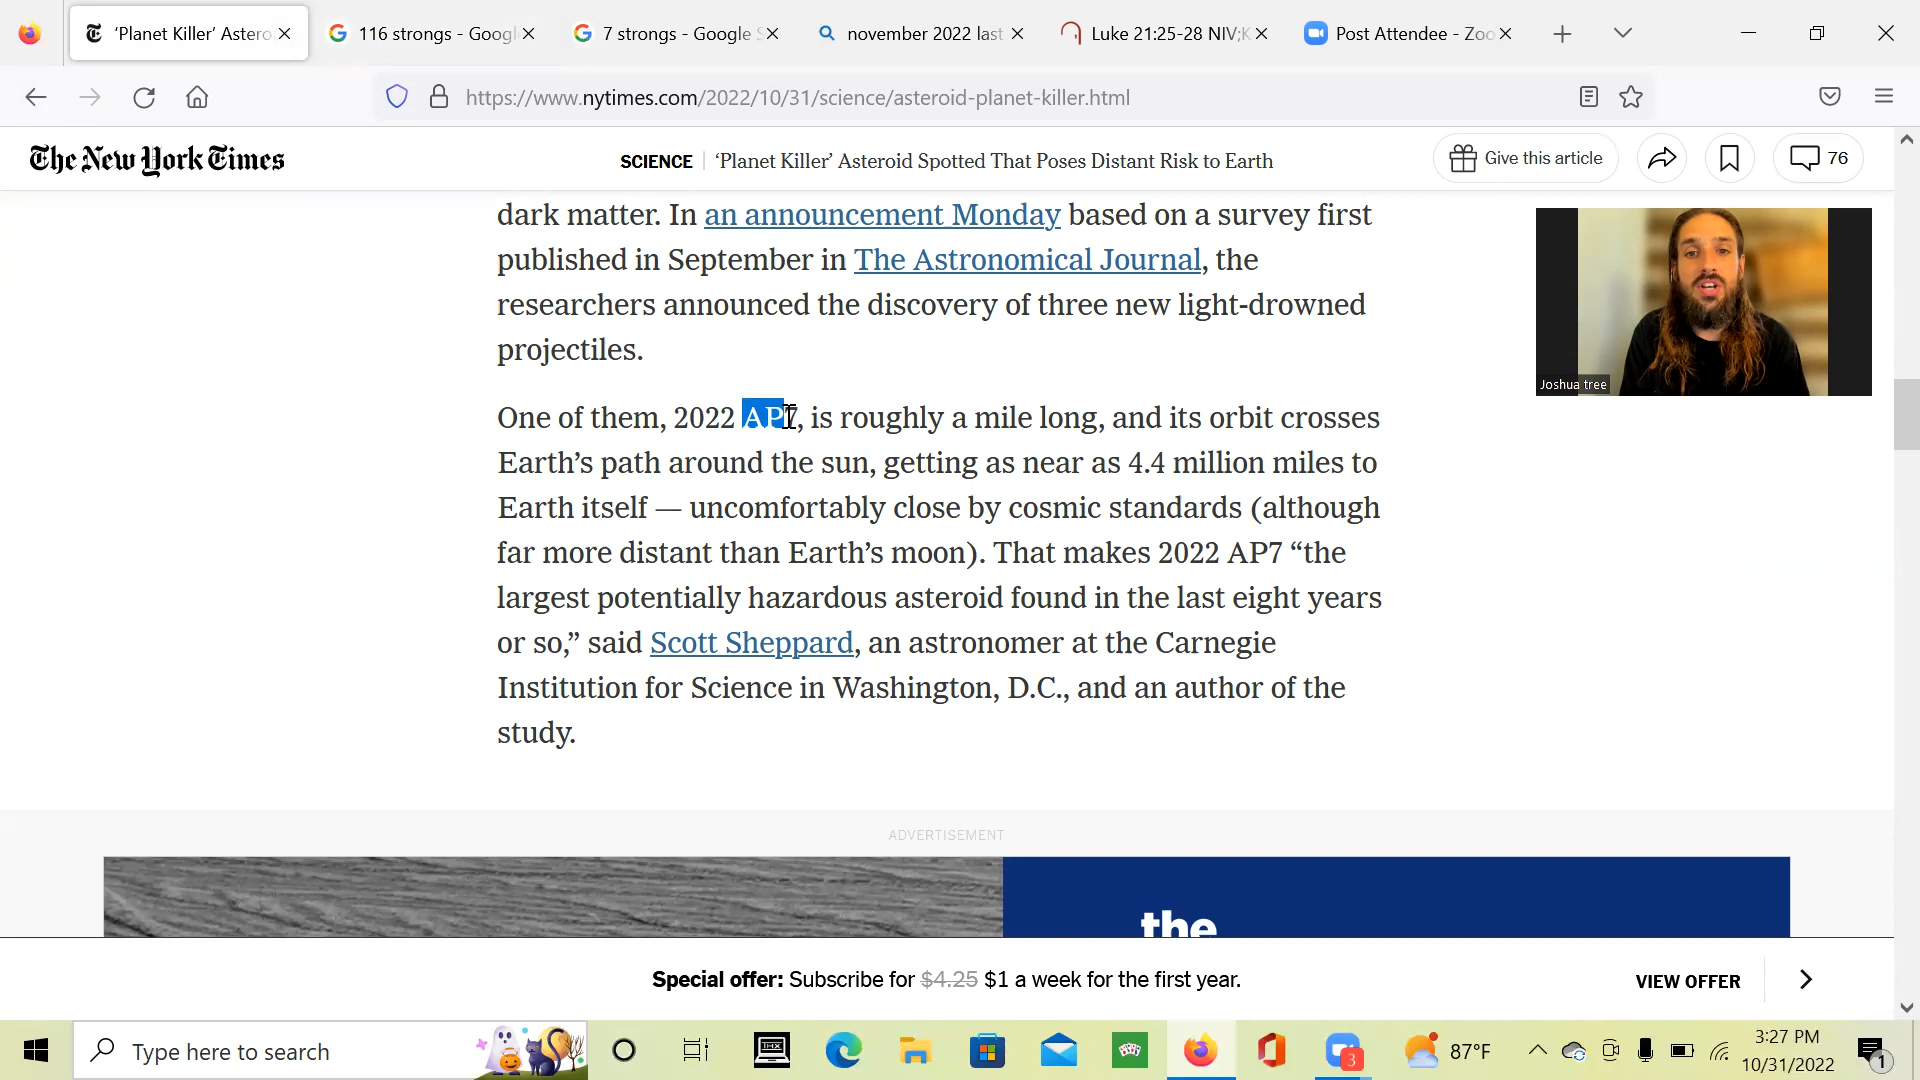 'Planet Killer' Astero
116 strongs - Googl
7 strongs - Google S
november 2022 last
Luke 21:25-28 NIV;K
Post Attendee - Zoo
https://www.nytimes.com/2022/10/31/science/asteroid-planet-killer.html
The New York Times
SCIENCE | 'Planet Killer' Asteroid Spotted That Poses Distant Risk to Earth
Give this article
76
dark matter. In an announcement Monday based on a survey first
published in September in The Astronomical Journal, the
researchers announced the discovery of three new light-drowned
projectiles.
Joshua tree
One of them, 2022 AP7, is roughly a mile long, and its orbit crosses
Earth's path around the sun, getting as near as 4.4 million miles to
Earth itself — uncomfortably close by cosmic standards (although
far more distant than Earth's moon). That makes 2022 AP7 “the
largest potentially hazardous asteroid found in the last eight years
or so,” said Scott Sheppard, an astronomer at the Carnegie
Institution for Science in Washington, D.C., and an author of the
study.
ADVERTISEMENT
the
Special offer: Subscribe for $4.25 $1 a week for the first year.
VIEW OFFER
Type here to search
THX
3
87°F
3:27 PM
10/31/2022
1